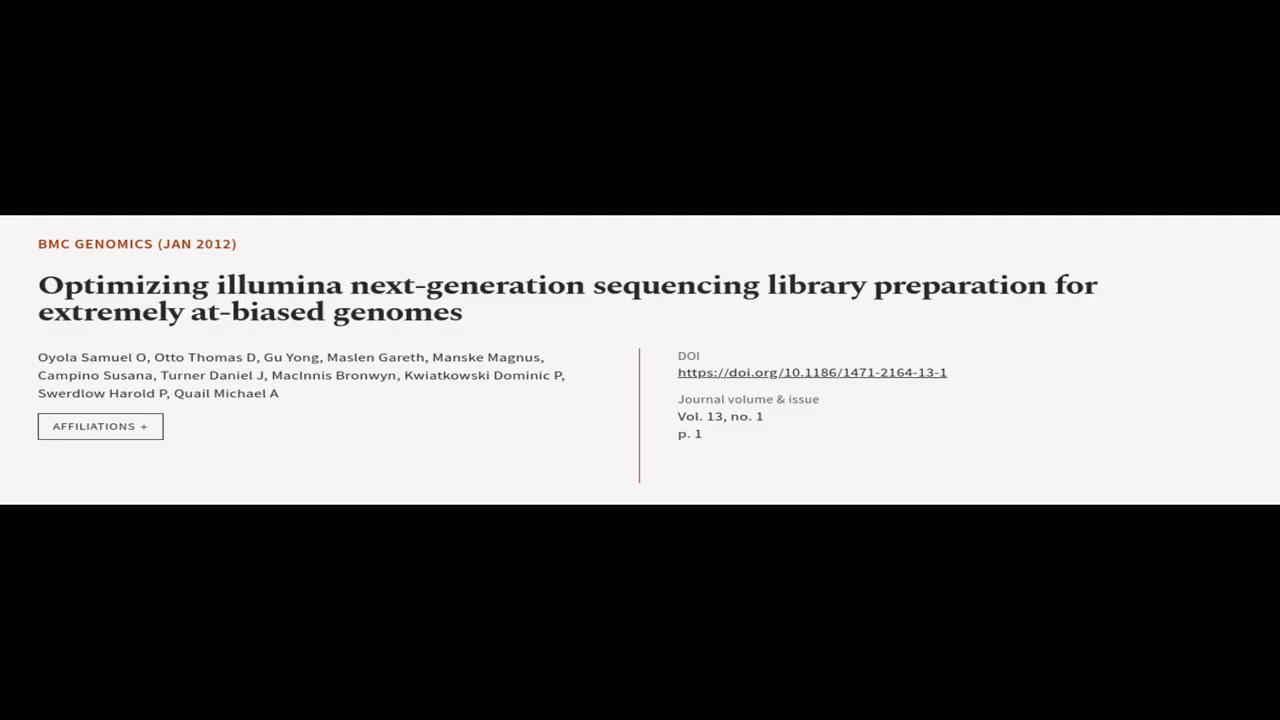 BMC GENOMICS (JAN 2012)
Optimizing illumina next-generation sequencing library preparation for
extremely at-biased genomes
Oyola Samuel O, Otto Thomas D, Gu Yong, Maslen Gareth, Manske Magnus,
Campino Susana, Turner Daniel J, MacInnis Bronwyn, Kwiatkowski Dominic P,
Swerdlow Harold P, Quail Michael A
AFFILIATIONS +
DOI
https://doi.org/10.1186/1471-2164-13-1
Journal volume & issue
Vol. 13, no. 1
p. 1